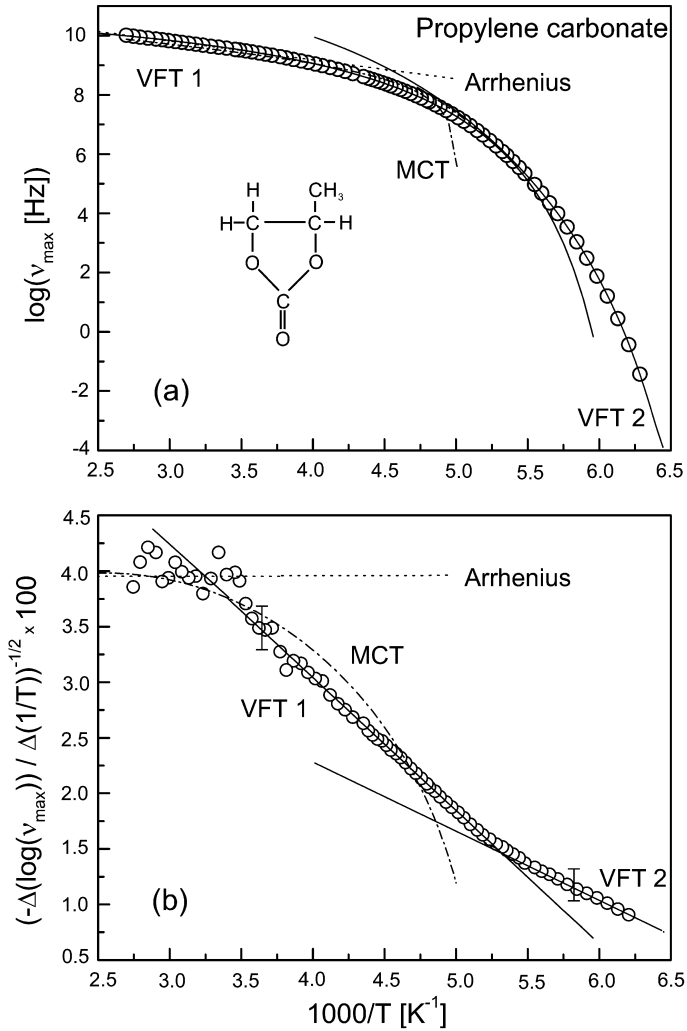 Propylene carbonate
10
8
6
4
2
0
-2
-4
log(ν_max [Hz])
VFT 1
Arrhenius
MCT
H
CH₃
H
C
C
H
O
O
C
O
(a)
VFT 2
2.5 3.0 3.5 4.0 4.5 5.0 5.5 6.0 6.5
4.5
4.0
3.5
3.0
2.5
2.0
1.5
1.0
0.5
(-Δ(log(ν_max)) / Δ(1/T))^-1/2 x 100
Arrhenius
MCT
VFT 1
VFT 2
(b)
2.5 3.0 3.5 4.0 4.5 5.0 5.5 6.0 6.5
1000/T [K⁻¹]